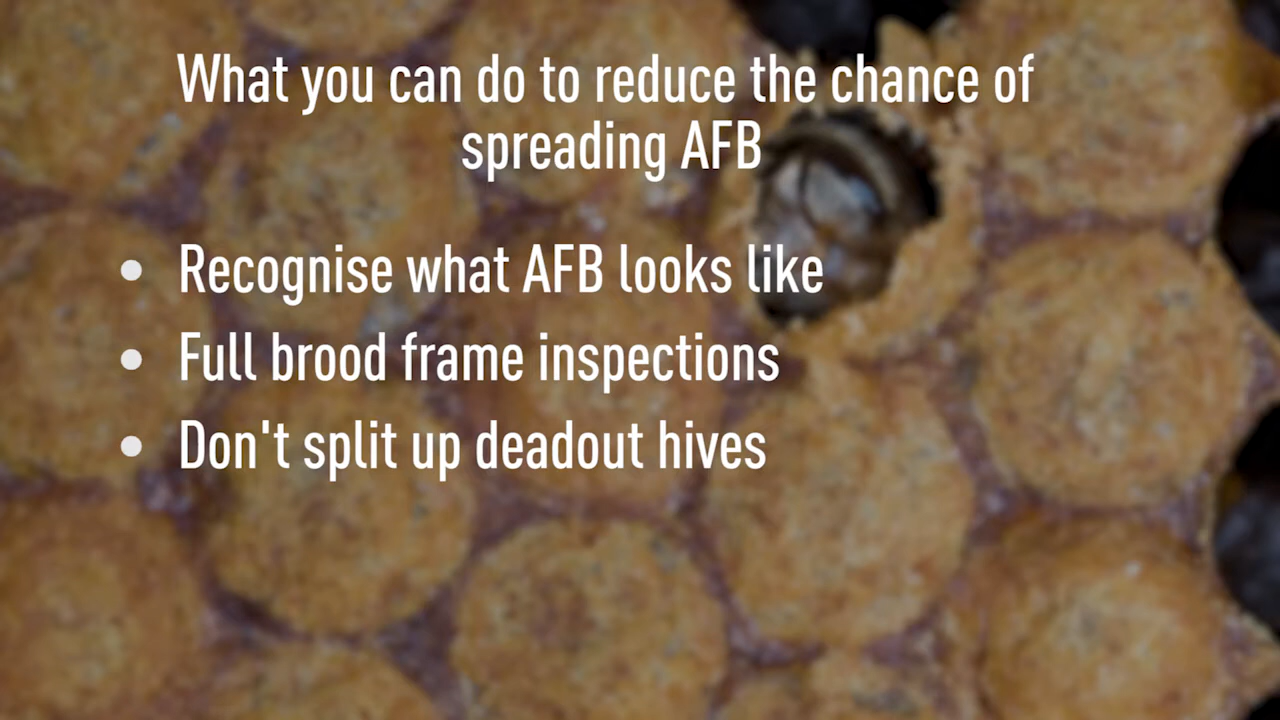 What you can do to reduce the chance of
spreading AFB
• Recognise what AFB looks like
• Full brood frame inspections
• Don't split up deadout hives